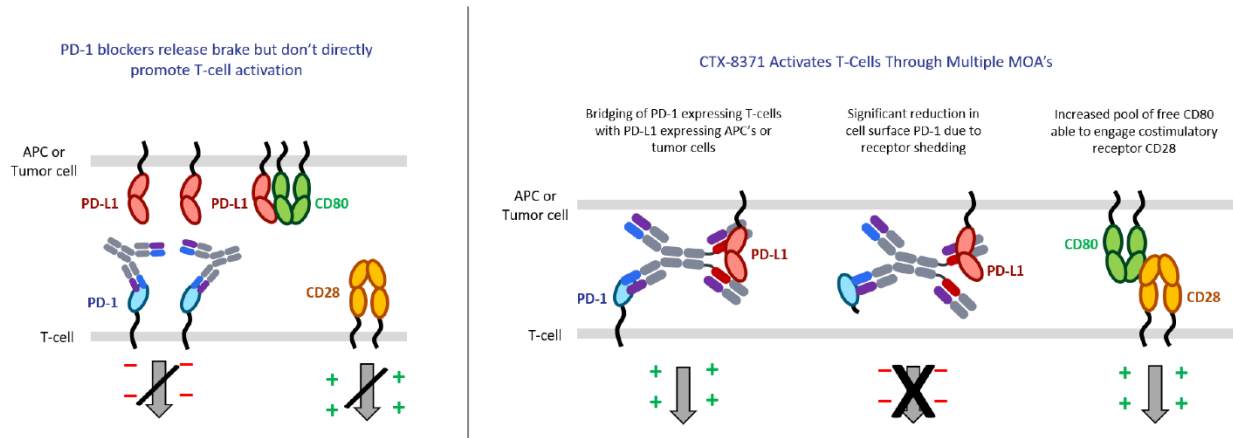 PD-1 blockers release brake but don't directly
promote T-cell activation
APC or
Tumor cell
PD-L1
PD-L1
CD80
PD-1
CD28
T-cell
− −
− −
+ +
+ +
CTX-8371 Activates T-Cells Through Multiple MOA's
Bridging of PD-1 expressing T-cells
with PD-L1 expressing APC's or
tumor cells
Significant reduction in
cell surface PD-1 due to
receptor shedding
Increased pool of free CD80
able to engage costimulatory
receptor CD28
APC or
Tumor cell
PD-L1
PD-1
PD-L1
CD80
CD28
T-cell
+ +
+ +
− −
− −
+ +
+ +